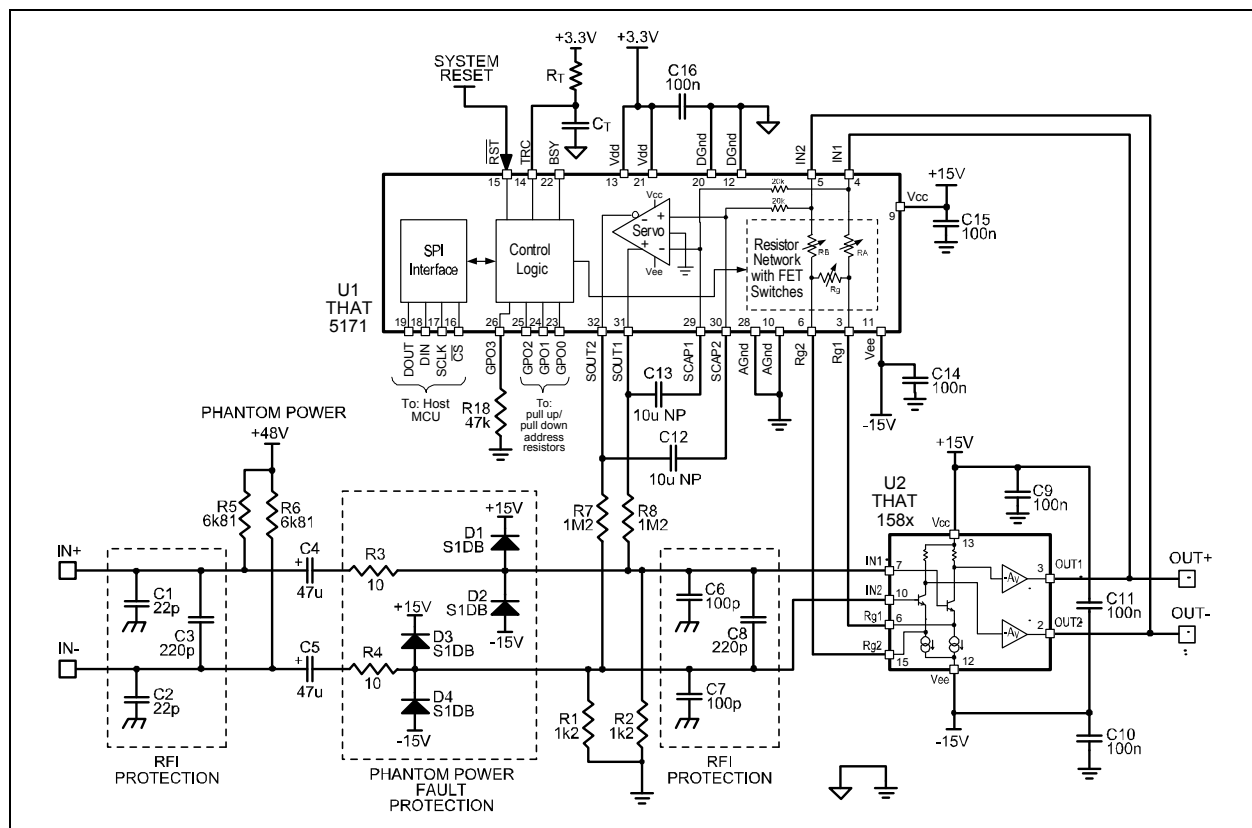 +3.3V
+3.3V
SYSTEM
RESET
RT
CT
C16
100n
RST
TRC
BSY
Vdd
Vdd
DGnd
DGnd
IN2
IN1
15
14
22
13
21
20
12
5
4
+15V
Vcc
9
C15
100n
20k
20k
Vcc
Servo
Vee
SPI
Interface
Control
Logic
Resistor
Network
with FET
Switches
RB
RA
Rg
U1
THAT
5171
19
18
17
16
26
25
24
23
32
31
29
30
28
10
6
3
11
DOUT
DIN
SCLK
CS
GPO3
GPO2
GPO1
GPO0
SOUT2
SOUT1
SCAP1
SCAP2
AGnd
AGnd
Rg2
Rg1
Vee
To: Host
MCU
R18
47k
To:
pull up/
pull down
address
resistors
C13
10u NP
C12
10u NP
C14
100n
-15V
PHANTOM POWER
+48V
R5
6k81
R6
6k81
+15V
D1
S1DB
D2
S1DB
-15V
R7
1M2
R8
1M2
+15V
C9
100n
U2
THAT
158x
Vcc
13
IN+
C4
+
47u
R3
10
IN1
7
IN2
10
Rg1
6
Rg2
15
-Av
-Av
3
OUT1
2
OUT2
12
Vee
OUT+
OUT-
C11
100n
C1
22p
C3
220p
C6
100p
C8
220p
IN-
C5
+
47u
R4
10
+15V
D3
S1DB
D4
S1DB
-15V
C2
22p
C7
100p
R1
1k2
R2
1k2
-15V
C10
100n
RFI
PROTECTION
PHANTOM POWER
FAULT
PROTECTION
RFI
PROTECTION